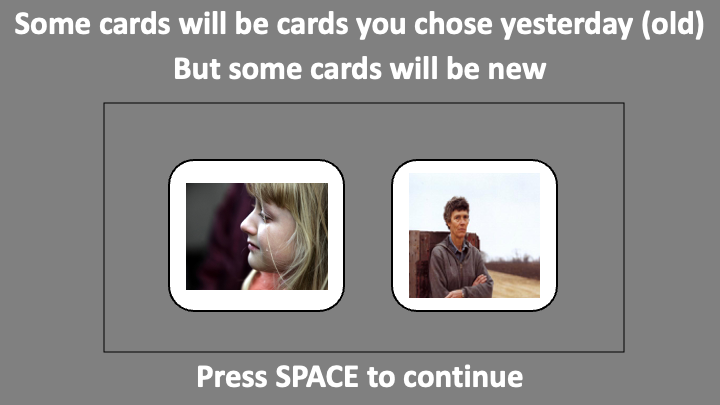 Some cards will be cards you chose yesterday (old)
But some cards will be new
Press SPACE to continue